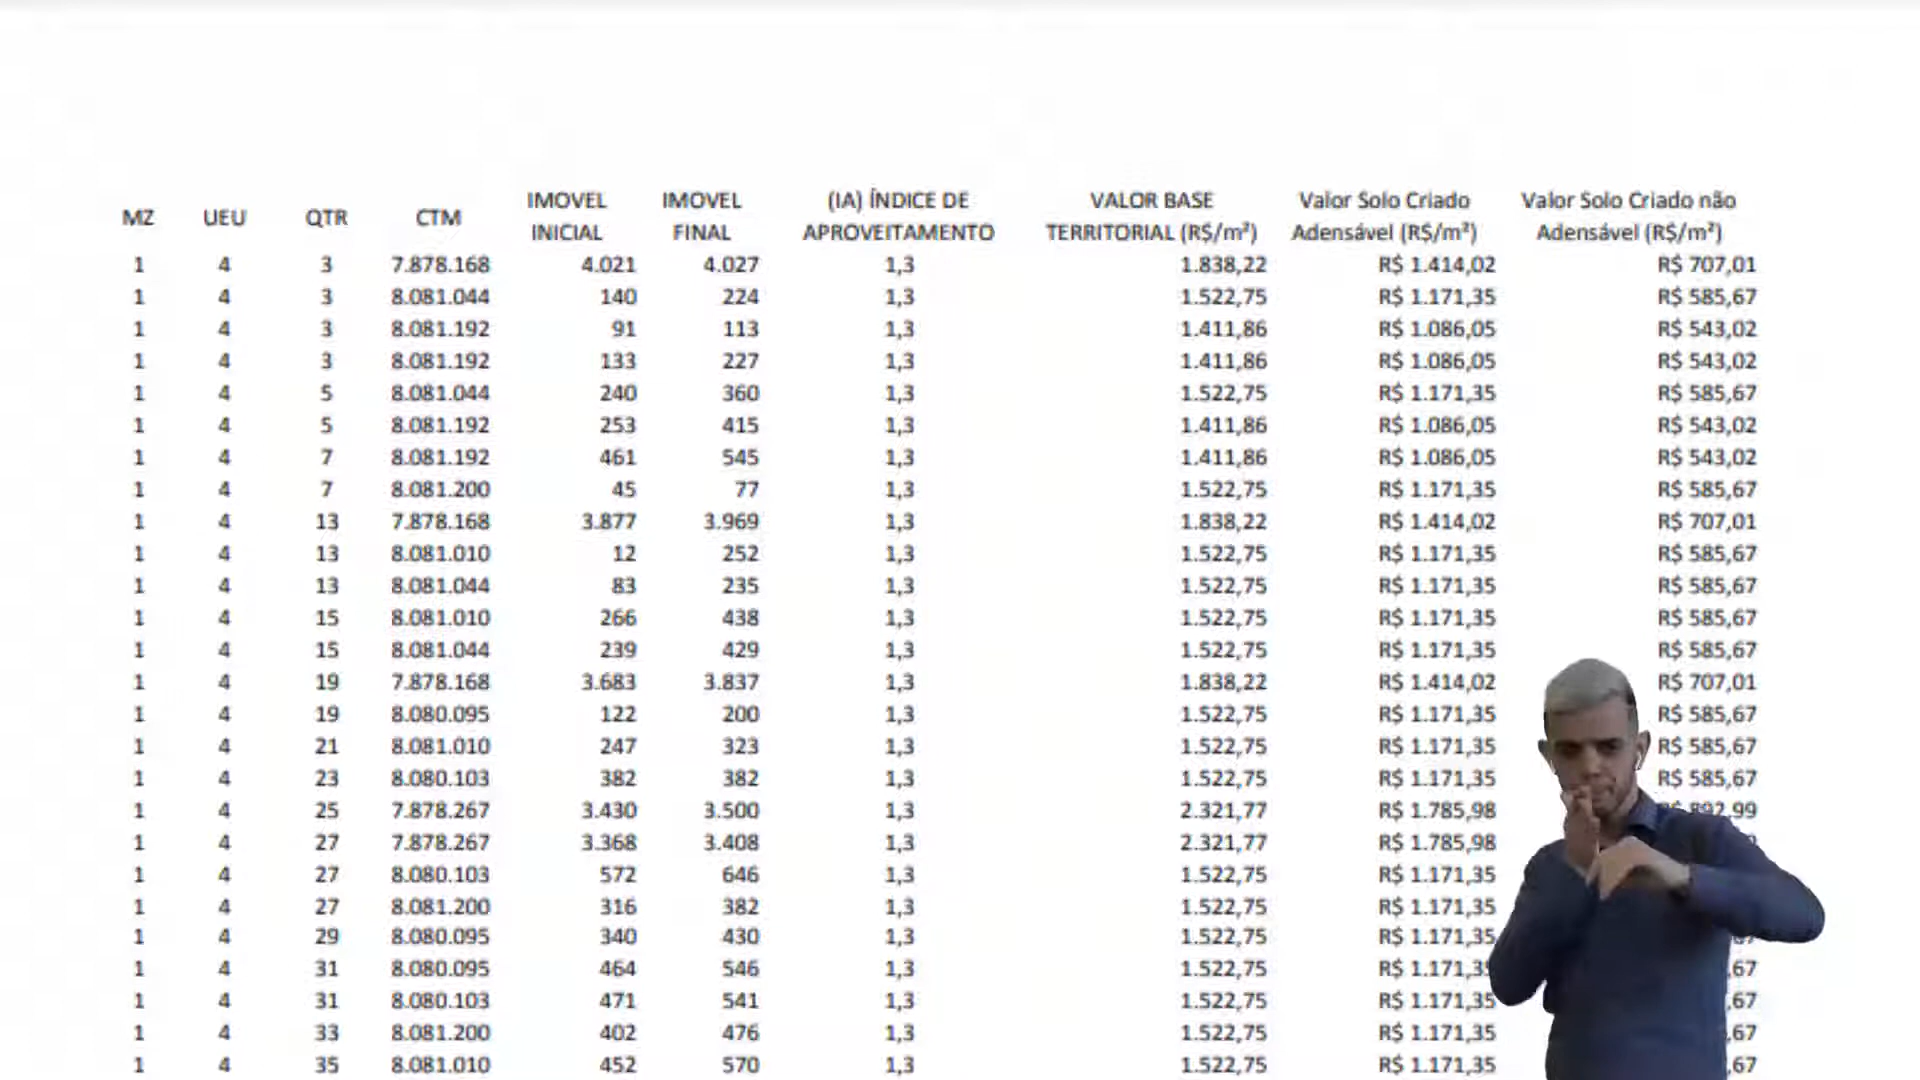 MZ UEU QTR CTM IMOVEL INICIAL IMOVEL FINAL (IA) ÍNDICE DE APROVEITAMENTO VALOR BASE TERRITORIAL (R$/m²) Valor Solo Criado Adensável (R$/m²) Valor Solo Criado não Adensável (R$/m²)
1 4 3 7.878.168 4.021 4.027 1,3 1.838,22 R$ 1.414,02 R$ 707,01
1 4 3 8.081.044 140 224 1,3 1.522,75 R$ 1.171,35 R$ 585,67
1 4 3 8.081.192 91 113 1,3 1.411,86 R$ 1.086,05 R$ 543,02
1 4 3 8.081.192 133 227 1,3 1.411,86 R$ 1.086,05 R$ 543,02
1 4 5 8.081.044 240 360 1,3 1.522,75 R$ 1.171,35 R$ 585,67
1 4 5 8.081.192 253 415 1,3 1.411,86 R$ 1.086,05 R$ 543,02
1 4 7 8.081.192 461 545 1,3 1.411,86 R$ 1.086,05 R$ 543,02
1 4 7 8.081.200 45 77 1,3 1.522,75 R$ 1.171,35 R$ 585,67
1 4 13 7.878.168 3.877 3.969 1,3 1.838,22 R$ 1.414,02 R$ 707,01
1 4 13 8.081.010 12 252 1,3 1.522,75 R$ 1.171,35 R$ 585,67
1 4 13 8.081.044 83 235 1,3 1.522,75 R$ 1.171,35 R$ 585,67
1 4 15 8.081.010 266 438 1,3 1.522,75 R$ 1.171,35 R$ 585,67
1 4 15 8.081.044 239 429 1,3 1.522,75 R$ 1.171,35 R$ 585,67
1 4 19 7.878.168 3.683 3.837 1,3 1.838,22 R$ 1.414,02 R$ 707,01
1 4 19 8.080.095 122 200 1,3 1.522,75 R$ 1.171,35 R$ 585,67
1 4 21 8.081.010 247 323 1,3 1.522,75 R$ 1.171,35 R$ 585,67
1 4 23 8.080.103 382 382 1,3 1.522,75 R$ 1.171,35 R$ 585,67
1 4 25 7.878.267 3.430 3.500 1,3 2.321,77 R$ 1.785,98 R$ 892,99
1 4 27 7.878.267 3.368 3.408 1,3 2.321,77 R$ 1.785,98
1 4 27 8.080.103 572 646 1,3 1.522,75 R$ 1.171,35
1 4 27 8.081.200 316 382 1,3 1.522,75 R$ 1.171,35
1 4 29 8.080.095 340 430 1,3 1.522,75 R$ 1.171,35
1 4 31 8.080.095 464 546 1,3 1.522,75 R$ 1.171,35 ,67
1 4 31 8.080.103 471 541 1,3 1.522,75 R$ 1.171,35 ,67
1 4 33 8.081.200 402 476 1,3 1.522,75 R$ 1.171,35 ,67
1 4 35 8.081.010 452 570 1,3 1.522,75 R$ 1.171,35 ,67